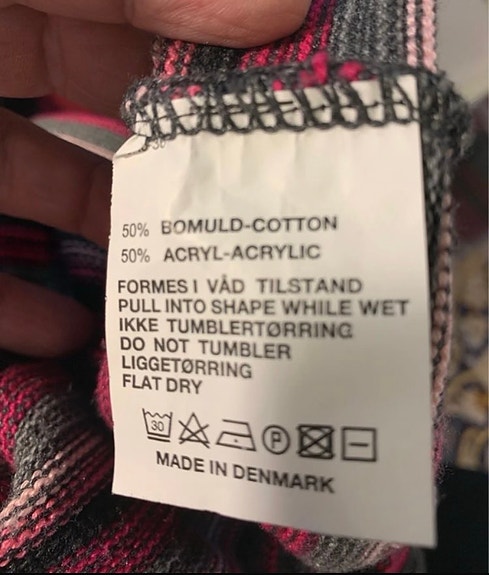 50% BOMULD-COTTON
50% ACRYL-ACRYLIC
FORMES I VÅD TILSTAND
PULL INTO SHAPE WHILE WET
IKKE TUMBLERTØRRING
DO NOT TUMBLER
LIGGETØRRING
FLAT DRY
30 P
MADE IN DENMARK